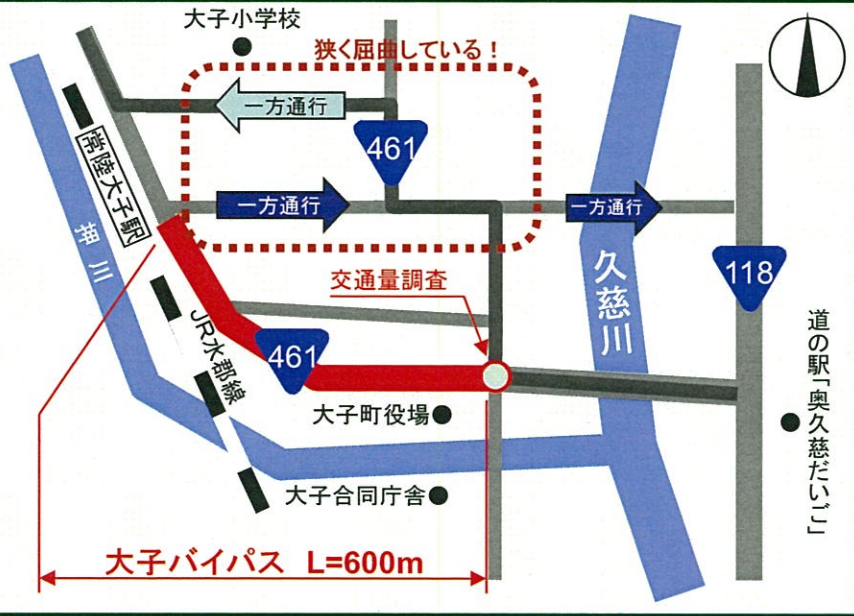 大子小学校
狭く屈曲している！
一方通行
461
常陸大子駅
一方通行
一方通行
押川
久慈川
118
交通量調査
JR水郡線
461
道の駅「奥久慈だいご」
大子町役場
大子合同庁舎
大子バイパス L=600m